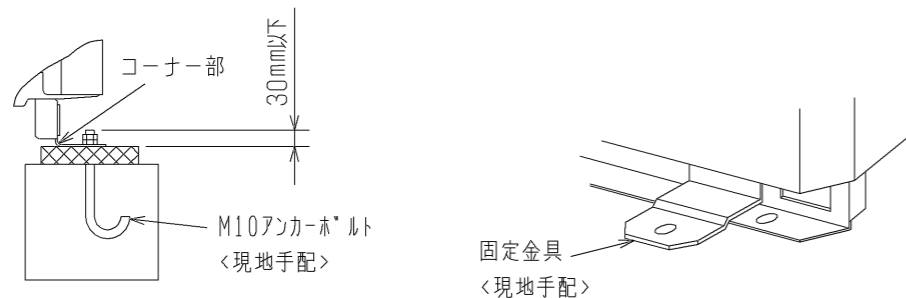 コーナー部
30mm以下
M10アンカーボルト
<現地手配>
固定金具
<現地手配>